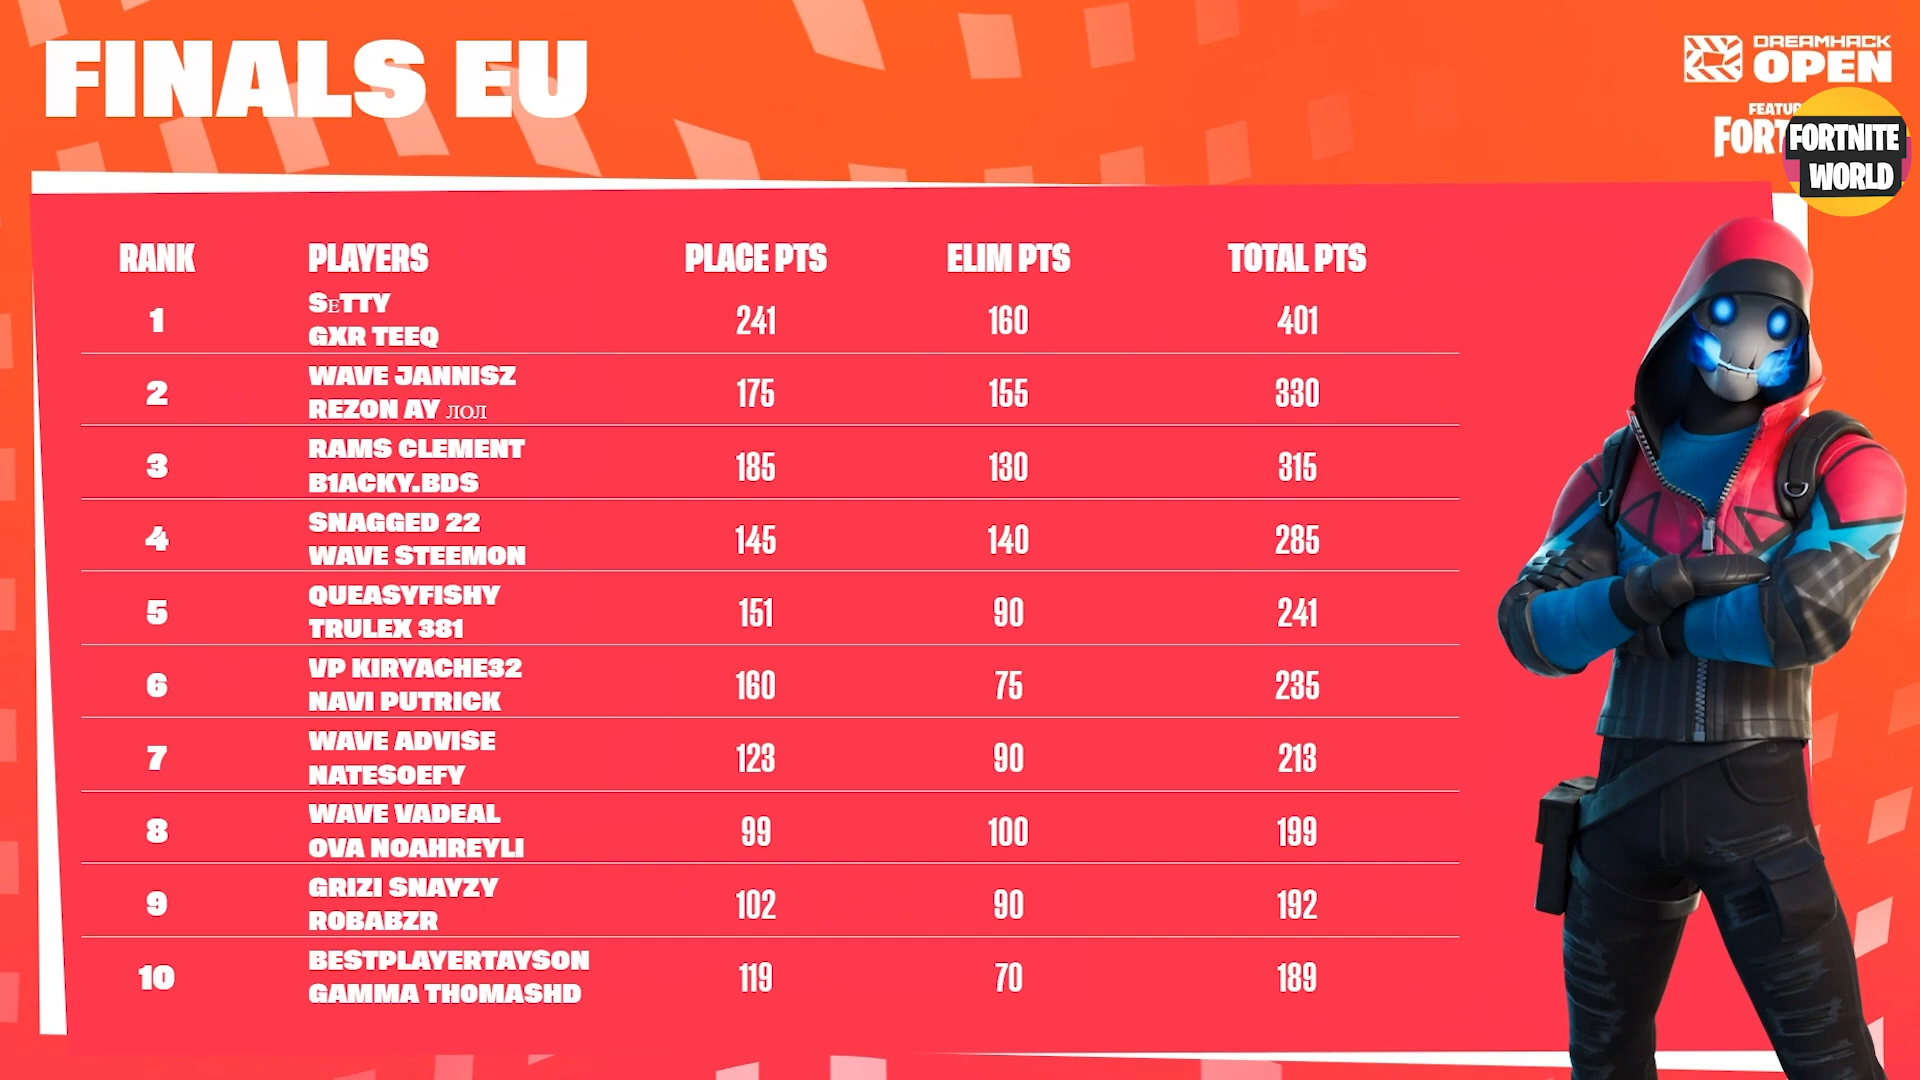 FINALS EU
DREAMHACK
OPEN
FORTNITE
WORLD
RANK PLAYERS PLACE PTS ELIM PTS TOTAL PTS
1 SЕTTY GXR TEEQ 241 160 401
2 WAVE JANNISZ REZON AY ЛОЛ 175 155 330
3 RAMS CLEMENT B1ACKY.BDS 185 130 315
4 SNAGGED 22 WAVE STEEMON 145 140 285
5 QUEASYFISHY TRULEX 381 151 90 241
6 VP KIRYACHE32 NAVI PUTRICK 160 75 235
7 WAVE ADVISE NATESOEFY 123 90 213
8 WAVE VADEAL OVA NOAHREYLI 99 100 199
9 GRIZI SNAYZY ROBABZR 102 90 192
10 BESTPLAYERTAYSON GAMMA THOMASHD 119 70 189